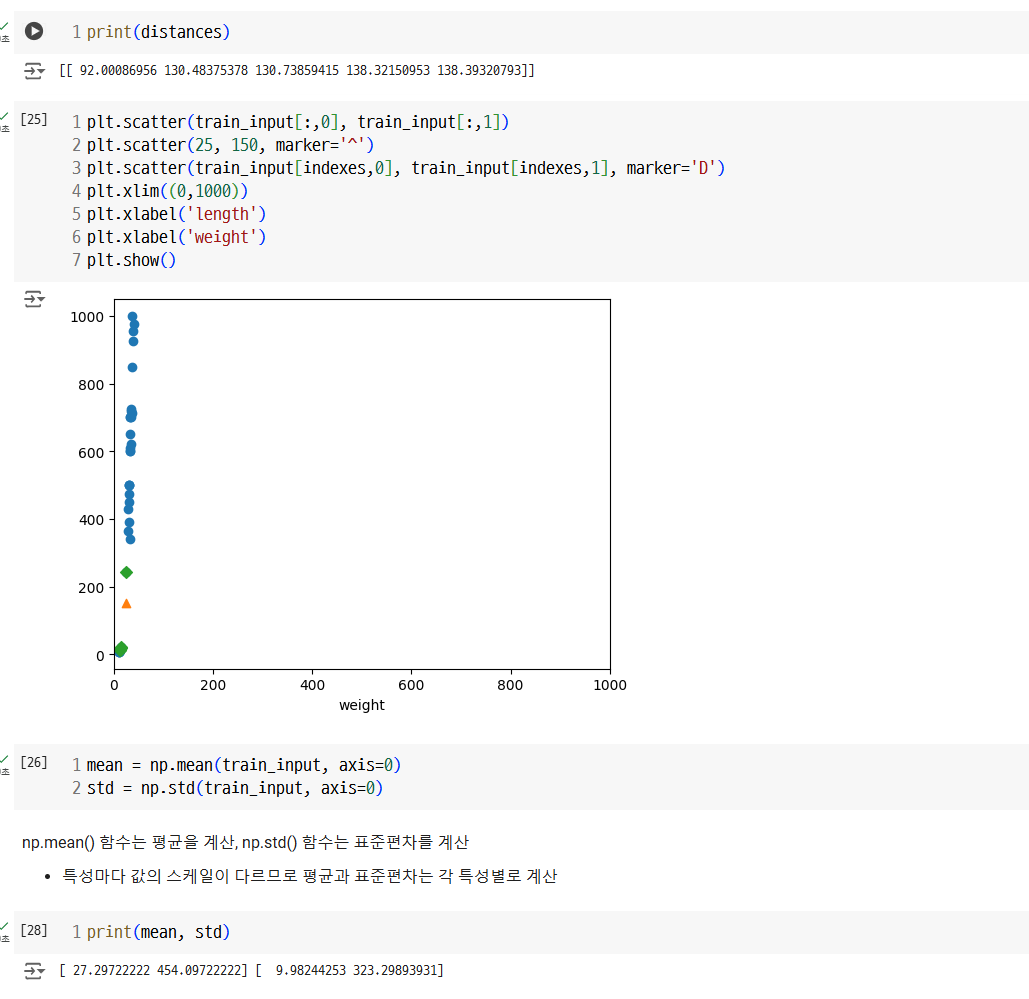 1 print(distances)
[[ 92.00086956 130.48375378 130.73859415 138.32150953 138.39320793]]
[25]
1 plt.scatter(train_input[:,0], train_input[:,1])
2 plt.scatter(25, 150, marker='^')
3 plt.scatter(train_input[indexes,0], train_input[indexes,1], marker='D')
4 plt.xlim((0,1000))
5 plt.xlabel('length')
6 plt.xlabel('weight')
7 plt.show()
1000
800
600
400
200
0
0 200 400 600 800 1000
weight
[26]
1 mean = np.mean(train_input, axis=0)
2 std = np.std(train_input, axis=0)
np.mean() 함수는 평균을 계산, np.std() 함수는 표준편차를 계산
• 특성마다 값의 스케일이 다르므로 평균과 표준편차는 각 특성별로 계산
[28]
1 print(mean, std)
[ 27.29722222 454.09722222] [  9.98244253 323.29893931]